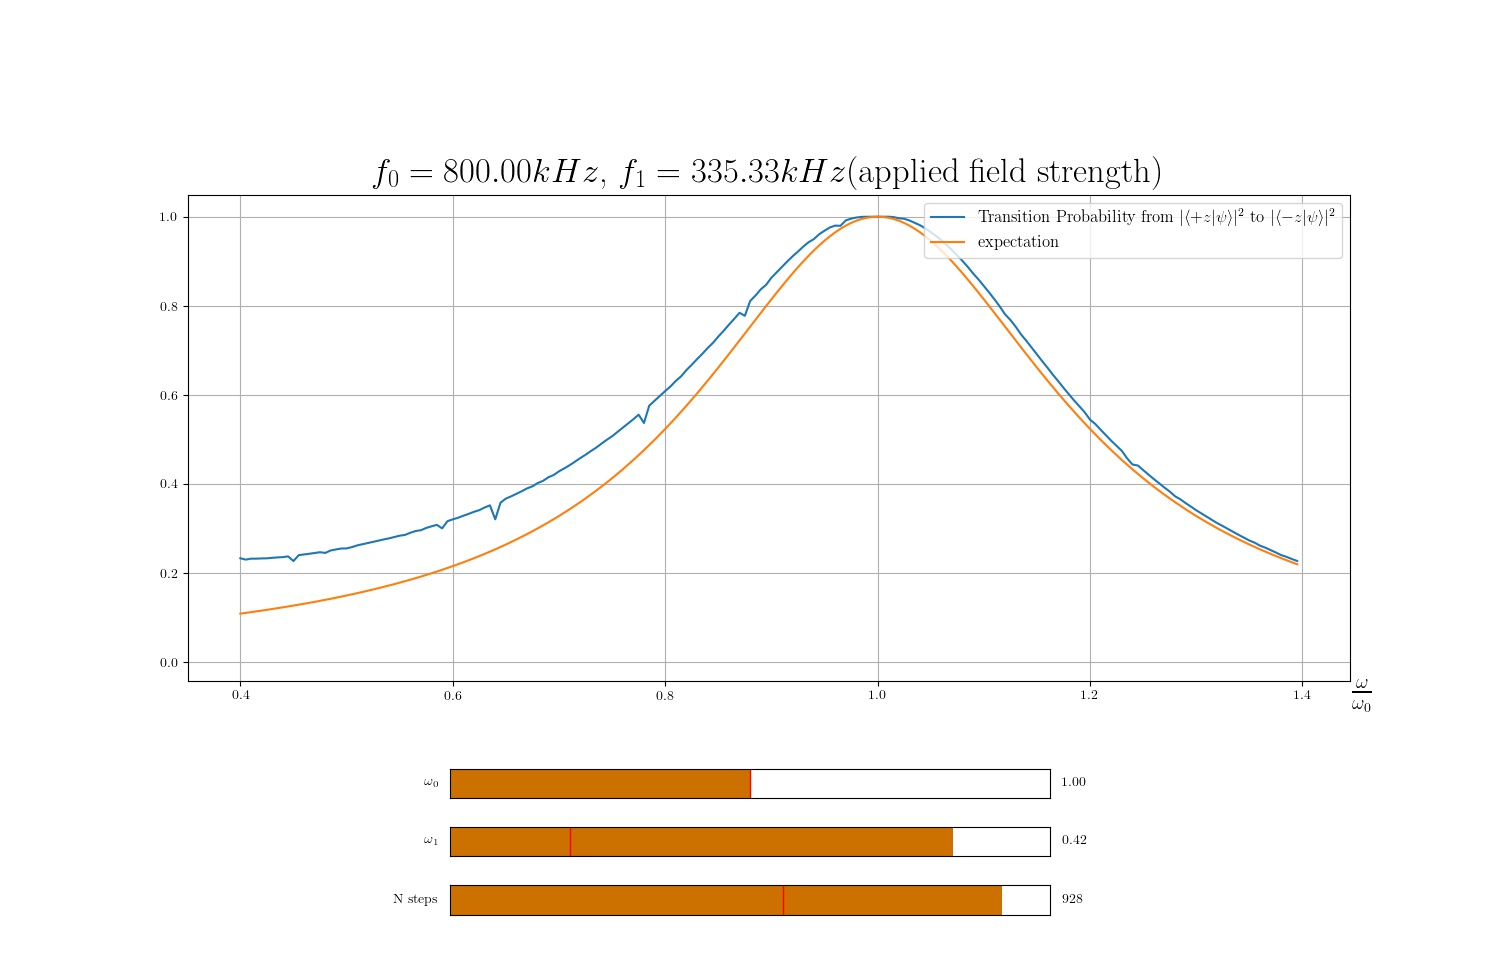 f₀ = 800.00kHz, f₁ = 335.33kHz(applied field strength)
Transition Probability from |⟨+z|ψ⟩|² to |⟨−z|ψ⟩|²
expectation
1.0
0.8
0.6
0.4
0.2
0.0
0.4 0.6 0.8 1.0 1.2 1.4
ω/ω₀
ω₀ 1.00
ω₁ 0.42
N steps 928